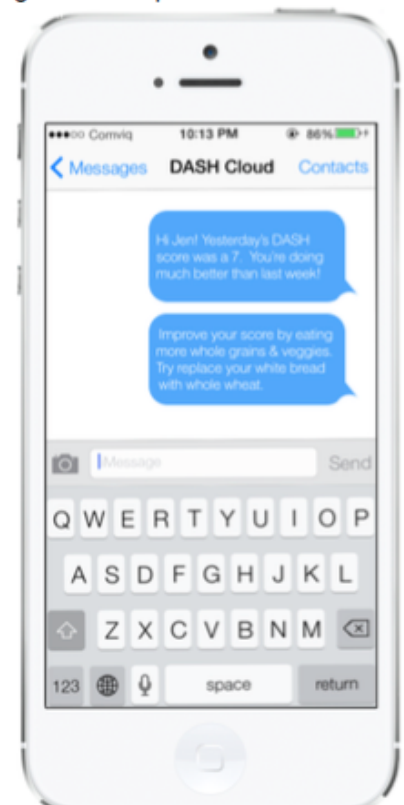 Comviq 10:13 PM 86%
Messages DASH Cloud Contacts
Hi Jen! Yesterday's DASH
score was a 7. You're doing
much better than last week!
Improve your score by eating
more whole grains & veggies.
Try replace your white bread
with whole wheat.
iMessage Send
Q W E R T Y U I O P
A S D F G H J K L
Z X C V B N M
123 space return